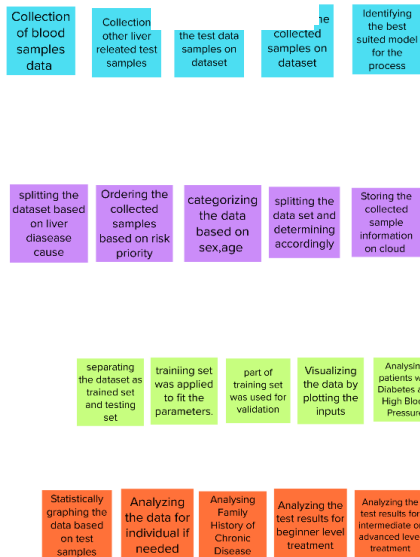 Collection
of blood
samples
data
Collection
other liver
releated test
samples
the test data
samples on
dataset
collected
samples on
dataset
Identifying
the best
suited model
for the
process
splitting the
dataset based
on liver
diasease
cause
Ordering the
collected
samples
based on risk
priority
categorizing
the data
based on
sex,age
splitting the
data set and
determining
accordingly
Storing the
collected
sample
information
on cloud
separating
the dataset as
trained set
and testing
set
trainiing set
was applied
to fit the
parameters.
part of
training set
was used for
validation
Visualizing
the data by
plotting the
inputs
patients
Diabetes
High
Statistically
graphing the
data based
on test
samples
Analyzing
the data for
individual if
needed
Analysing
Family
History of
Chronic
Disease
Analyzing the
test results for
beginner level
treatment
Analyzing the
test results for
intermediate
advanced
treatment